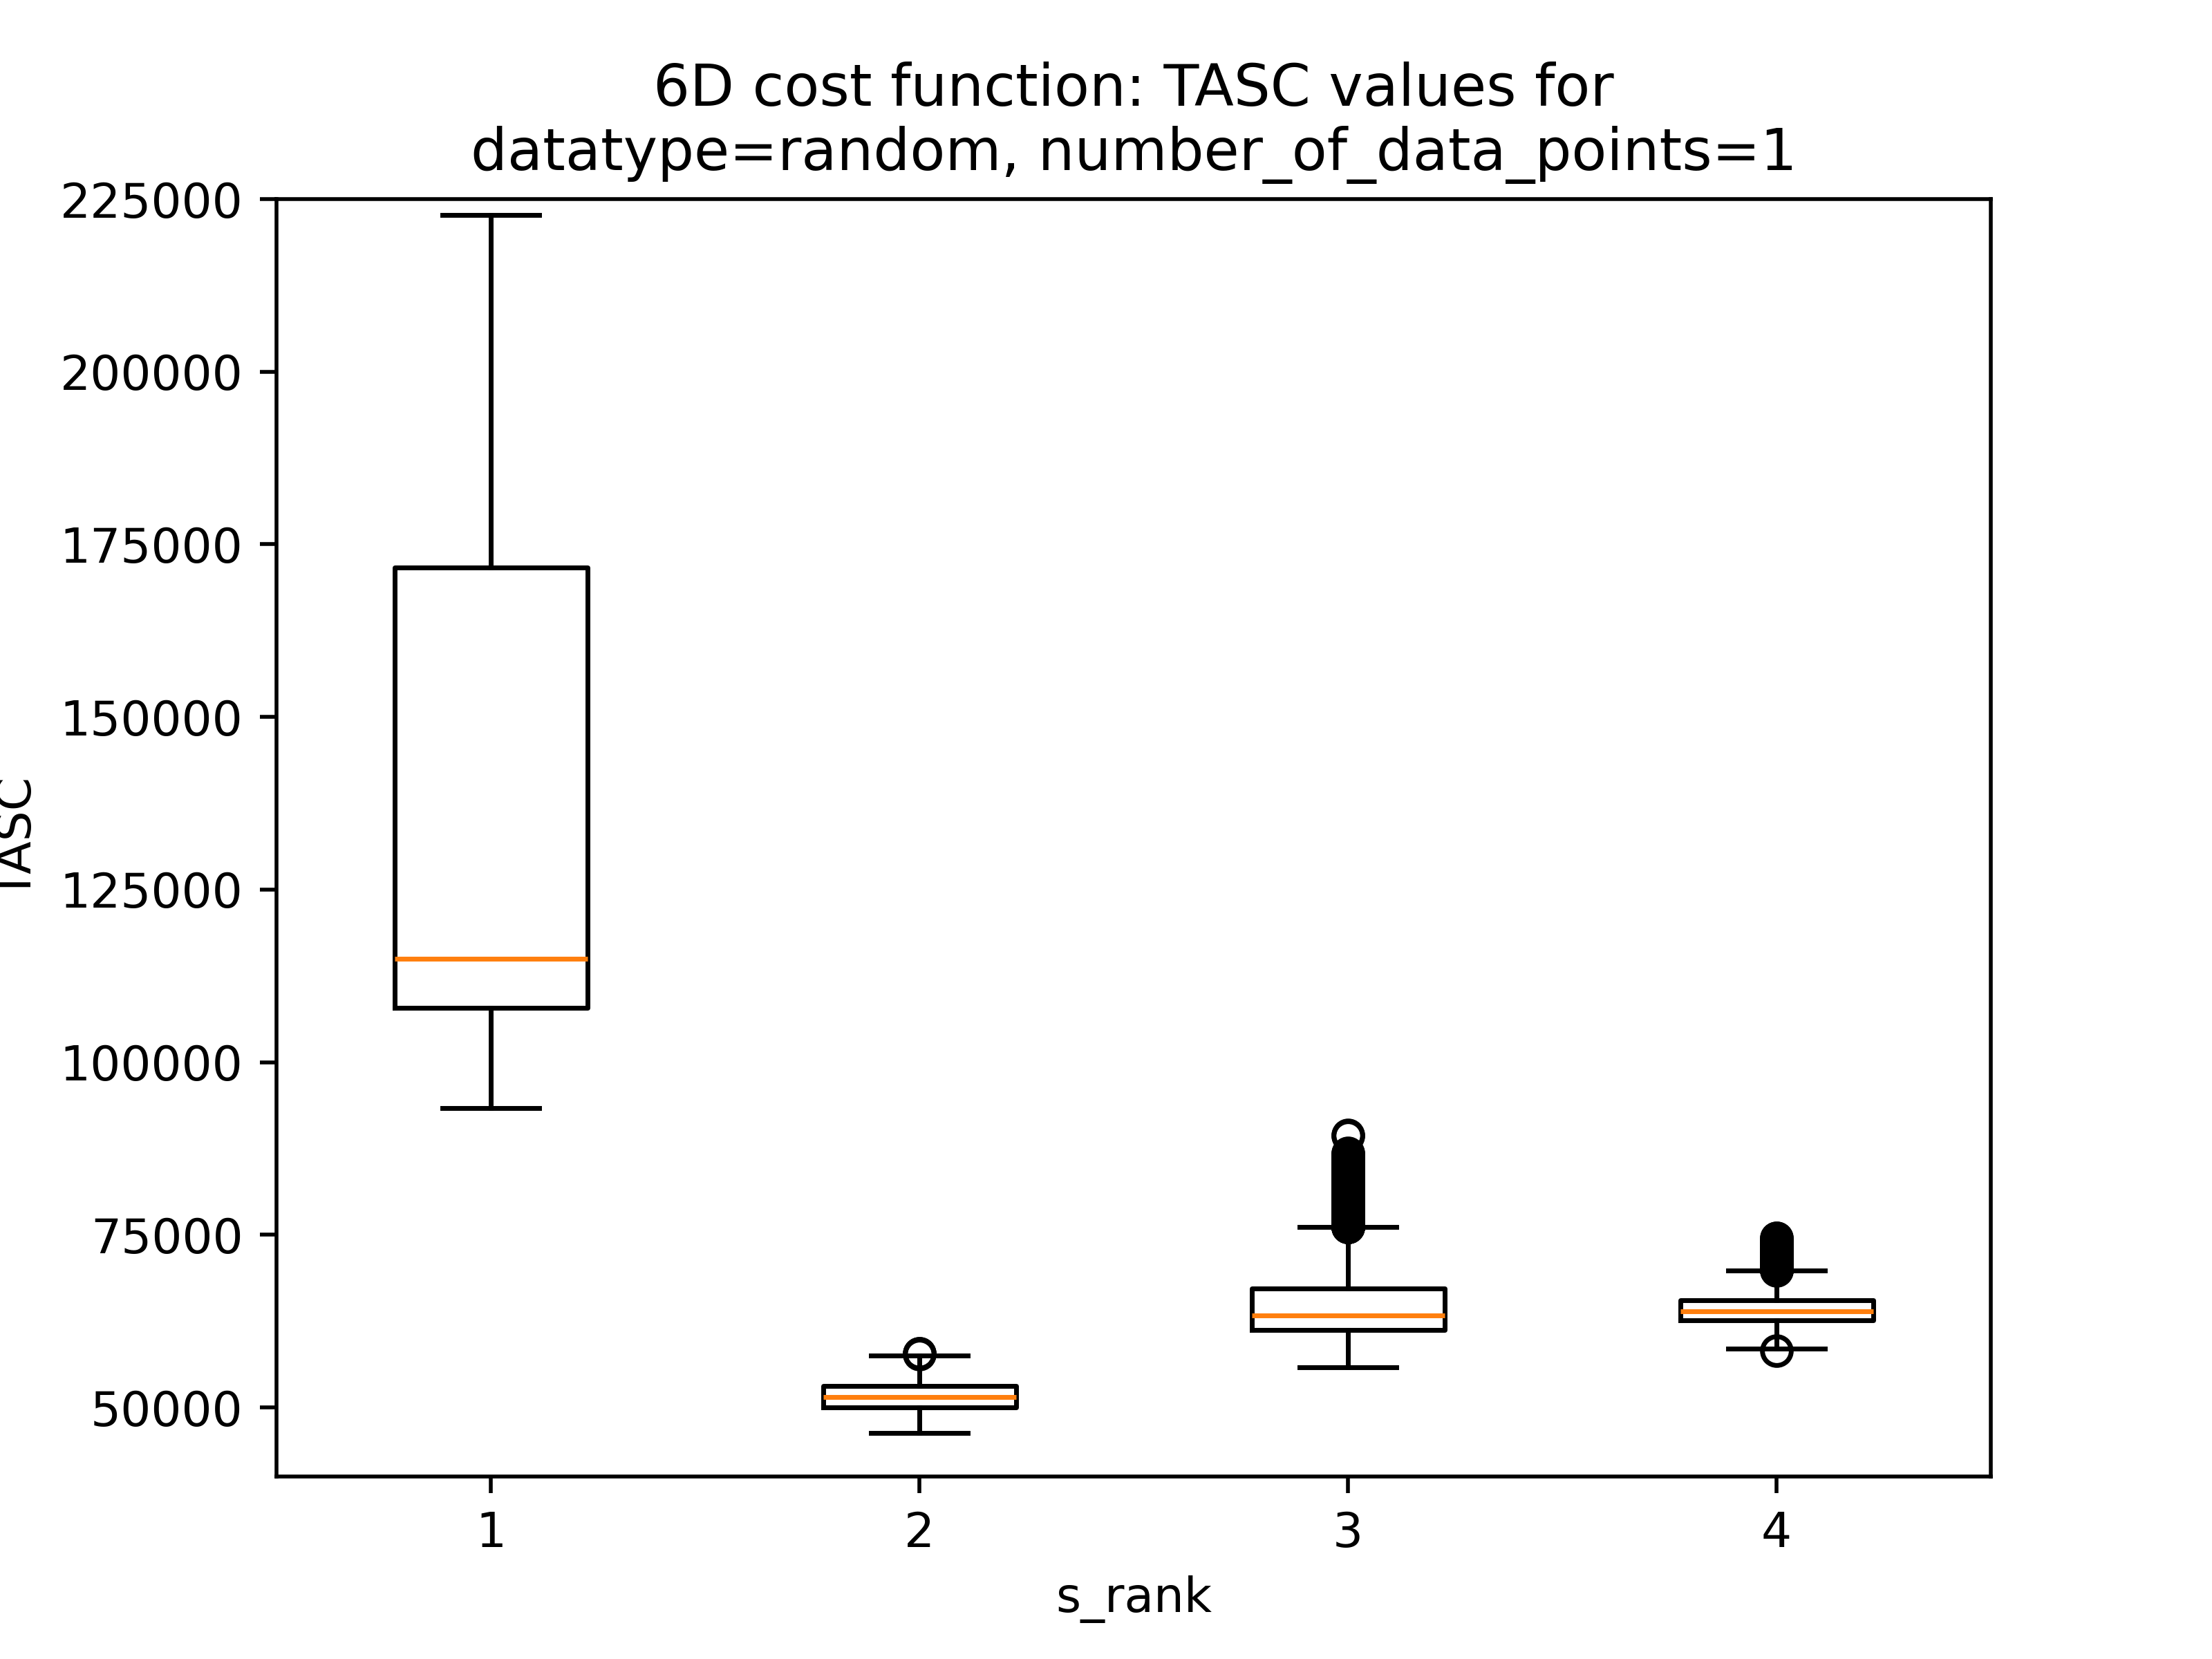 6D cost function: TASC values for
datatype=random, number_of_data_points=1
225000
200000
175000
150000
125000
100000
75000
50000
TASC
1 2 3 4
s_rank